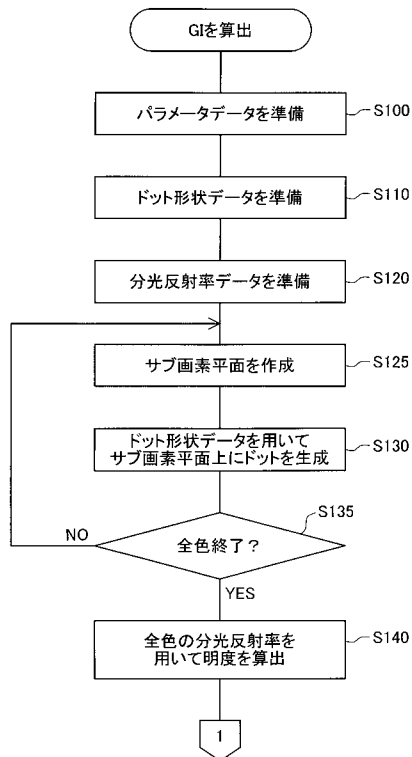 GIを算出
パラメータデータを準備
S100
ドット形状データを準備
S110
分光反射率データを準備
S120
サブ画素平面を作成
S125
ドット形状データを用いて
サブ画素平面上にドットを生成
S130
S135
全色終了?
NO
YES
全色の分光反射率を
用いて明度を算出
S140
1